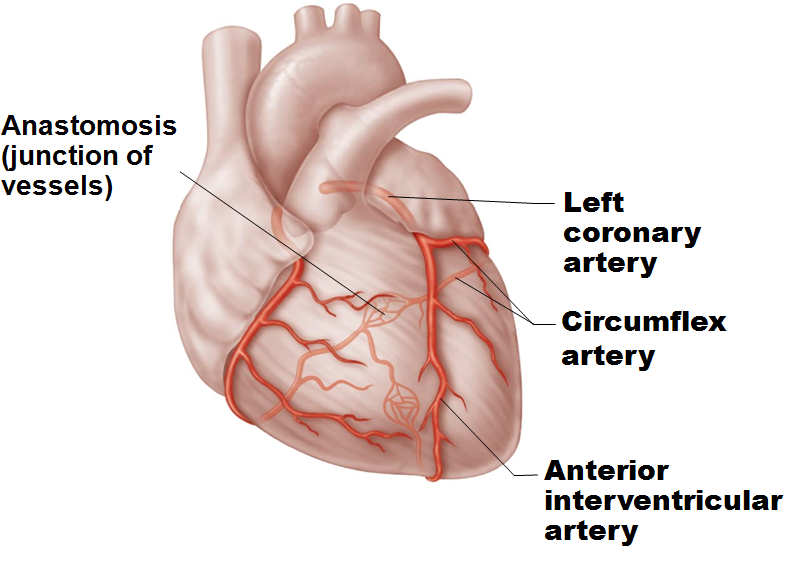 Anastomosis
(junction of
vessels)
Left
coronary
artery
Circumflex
artery
Anterior
interventricular
artery